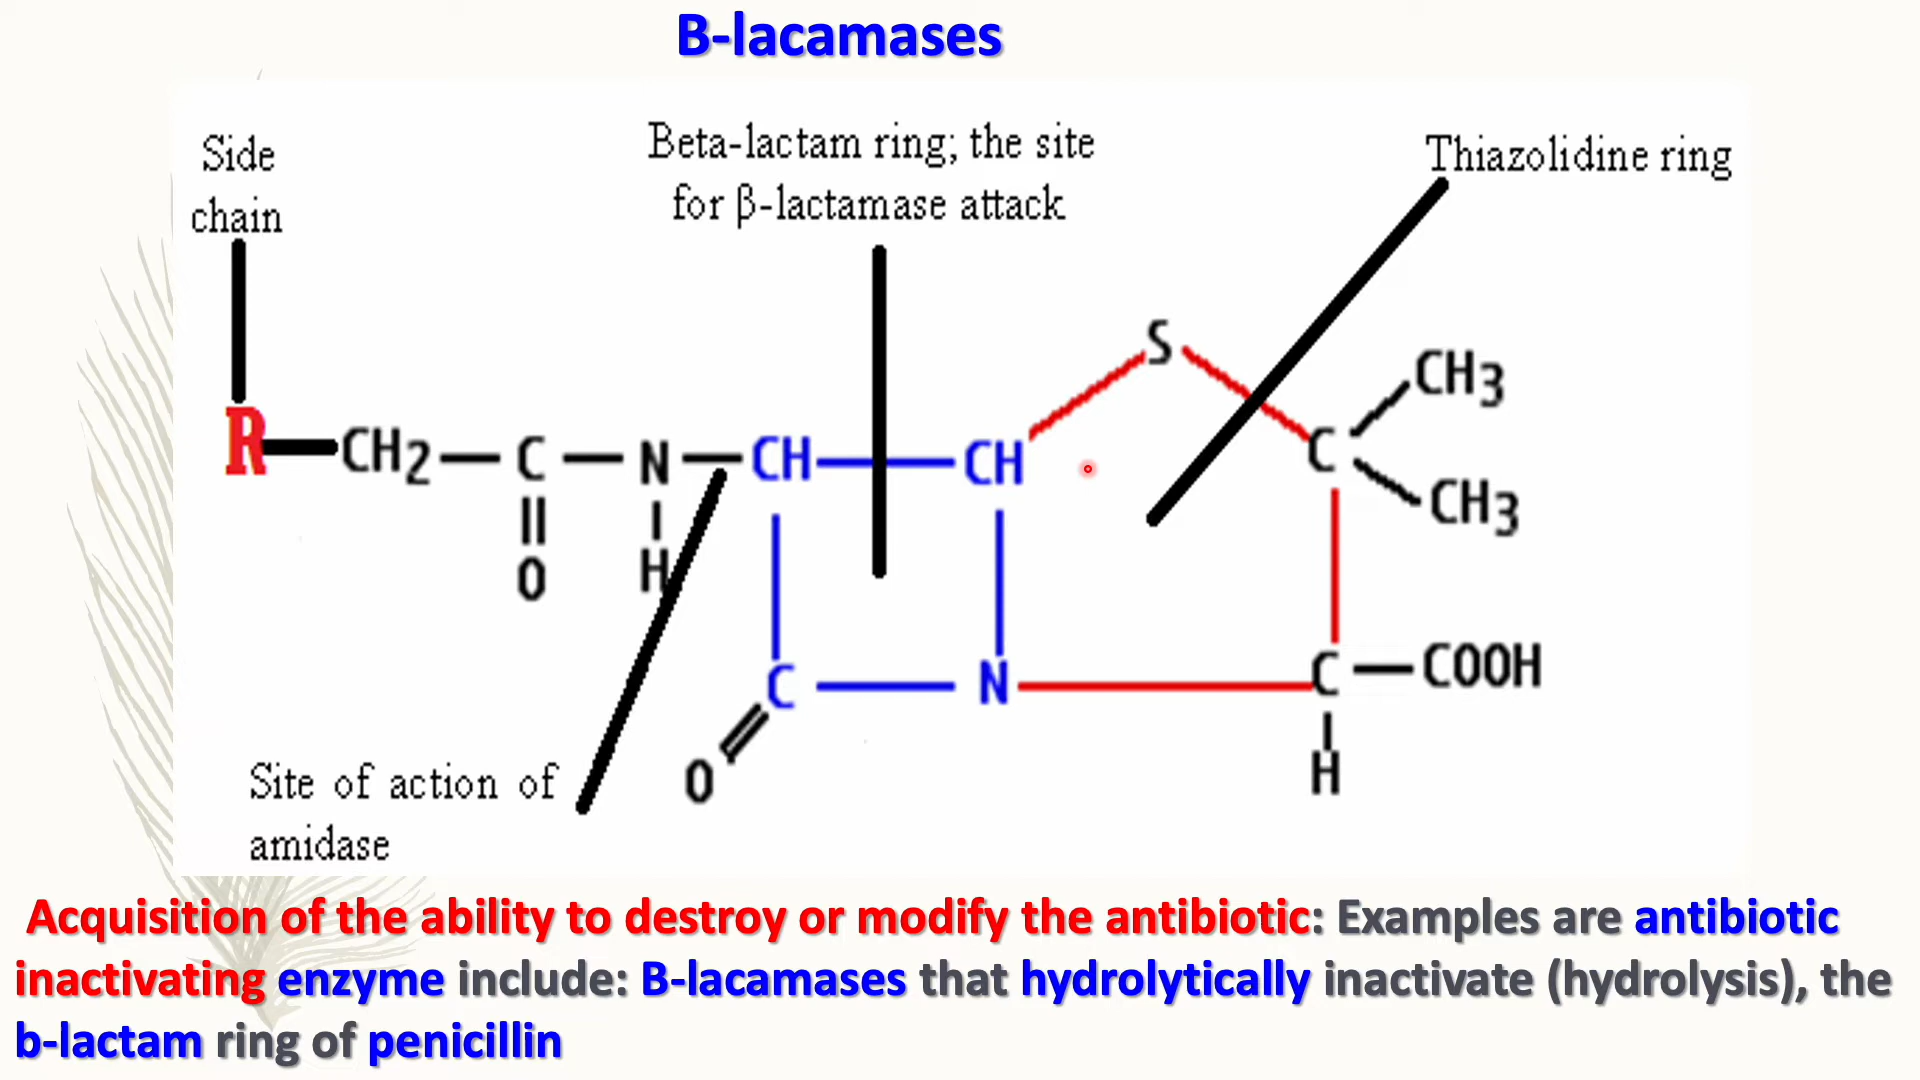 B-lacamases
Side
chain
Beta-lactam ring; the site
for β-lactamase attack
Thiazolidine ring
S
CH3
R CH2 C N CH CH C
CH3
O H
C N C COOH
O H
Site of action of
amidase
Acquisition of the ability to destroy or modify the antibiotic: Examples are antibiotic
inactivating enzyme include: B-lacamases that hydrolytically inactivate (hydrolysis), the
b-lactam ring of penicillin